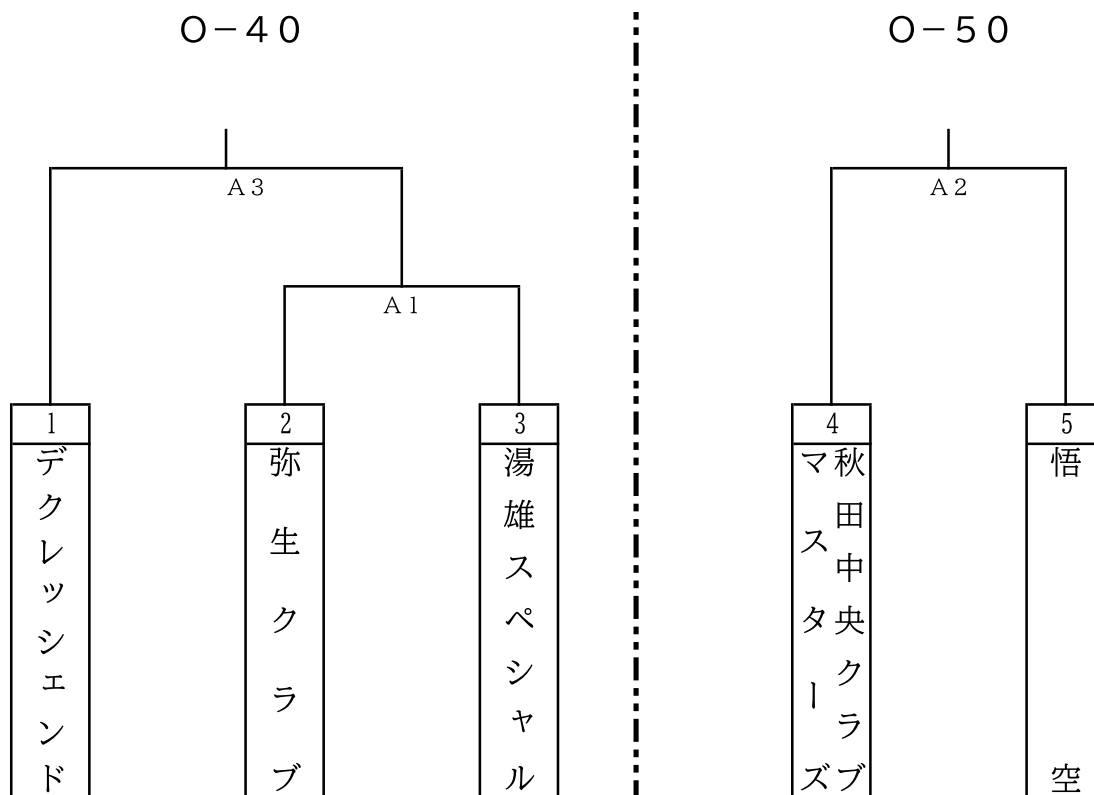 O-40
O-50
A3
A2
A1
1
2
3
4
5
デクレッシェンド
弥生クラブ
湯雄スペシャル
秋田中央クラブ
マスターズ
悟空